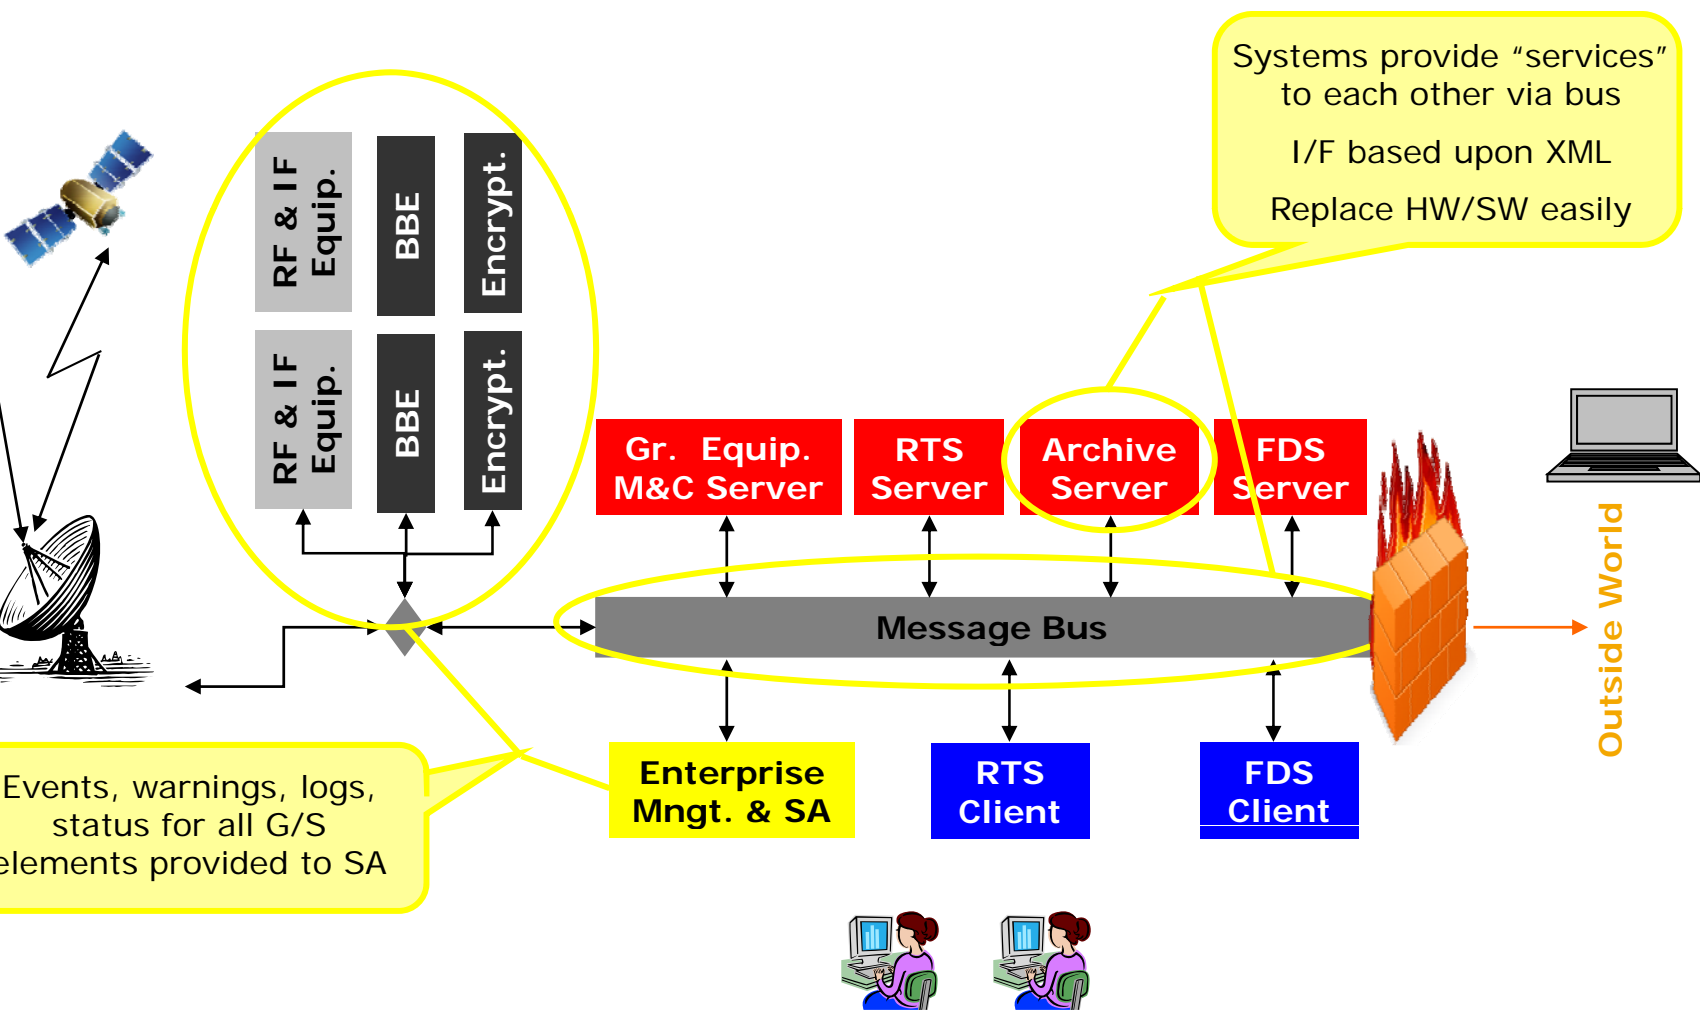 Systems provide “services”
to each other via bus
I/F based upon XML
Replace HW/SW easily
RF & IF
Equip.
BBE
Encrypt.
RF & IF
Equip.
BBE
Encrypt.
Gr. Equip.
M&C Server
RTS
Server
Archive
Server
FDS
Server
Message Bus
Outside World
Enterprise
Mngt. & SA
RTS
Client
FDS
Client
Events, warnings, logs,
status for all G/S
elements provided to SA